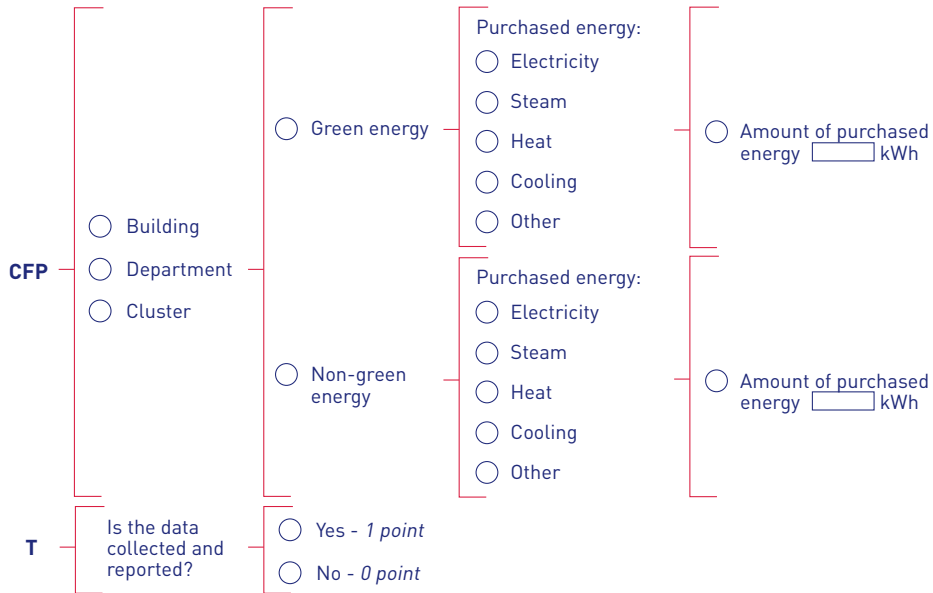 CFP
Building
Department
Cluster
Green energy
Purchased energy:
Electricity
Steam
Heat
Cooling
Other
Amount of purchased
energy kWh
Non-green
energy
Purchased energy:
Electricity
Steam
Heat
Cooling
Other
Amount of purchased
energy kWh
T
Is the data
collected and
reported?
Yes - 1 point
No - 0 point